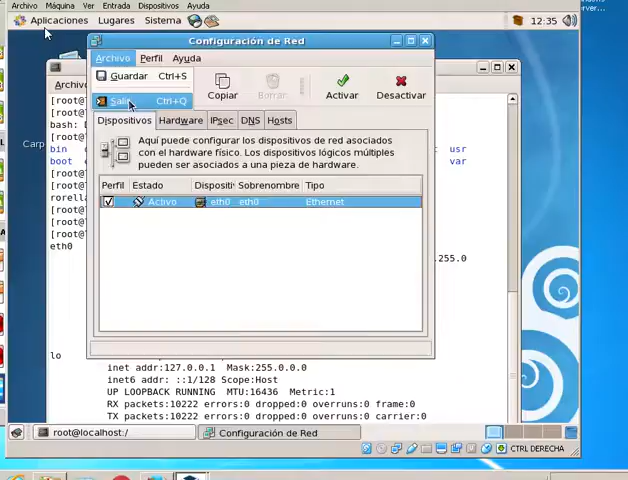 Archivo Máquina Ver Entrada Dispositivos Ayuda
Aplicaciones Lugares Sistema 12:35
Configuración de Red
Archivo Perfil Ayuda
Guardar Ctrl+S
Salir Ctrl+Q
Copiar Borrar Activar Desactivar
Dispositivos Hardware IPsec DNS Hosts
Aquí puede configurar los dispositivos de red asociados
con el hardware físico. Los dispositivos lógicos múltiples
pueden ser asociados a una pieza de hardware.
Perfil Estado Dispositi Sobrenombre Tipo
Activo eth0 eth0 Ethernet
Archivo
[root@
[root@
bash:
bin usr
boot var
[root@
rorella
[root@
[root@
eth0
.255.0
lo
inet addr:127.0.0.1 Mask:255.0.0.0
inet6 addr: ::1/128 Scope:Host
UP LOOPBACK RUNNING MTU:16436 Metric:1
RX packets:10222 errors:0 dropped:0 overruns:0 frame:0
TX packets:10222 errors:0 dropped:0 overruns:0 carrier:0
Carp
root@localhost:/ Configuración de Red
CTRL DERECHA